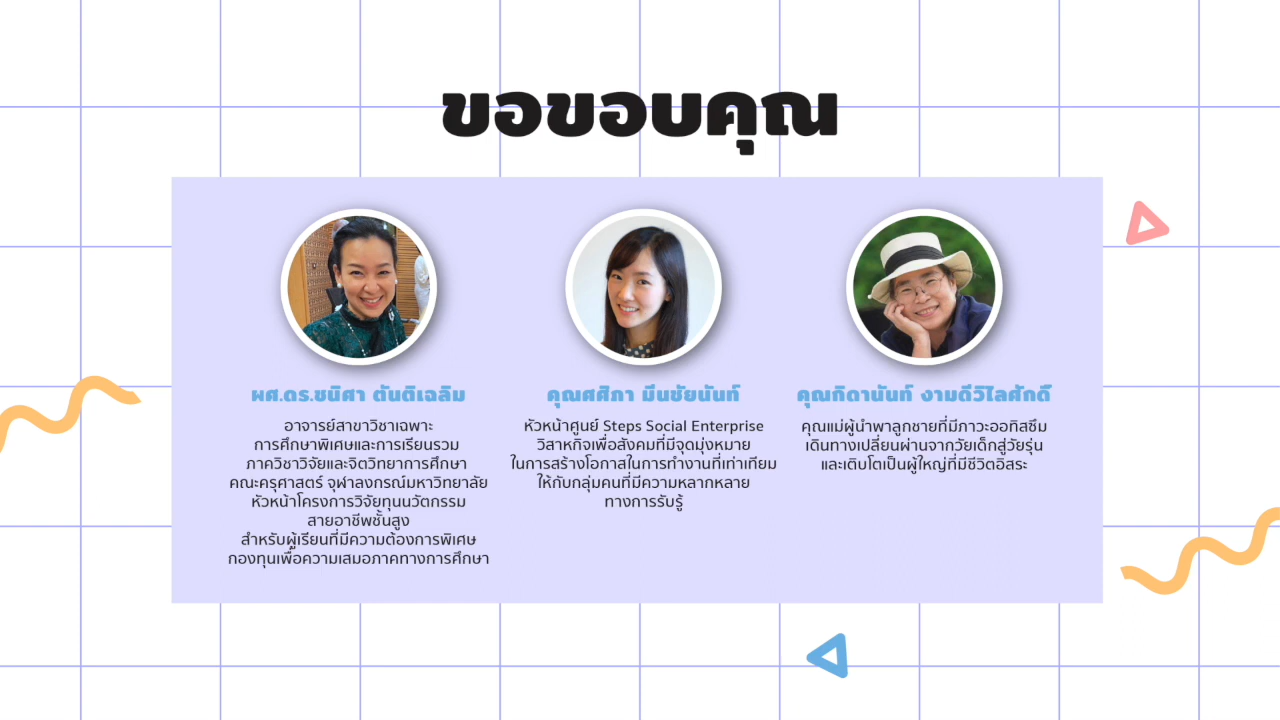 ขอขอบคุณ
ผศ.ดร.ชนิศา ตันติเฉลิม
อาจารย์สาขาวิชาเฉพาะ
การศึกษาพิเศษและการเรียนรวม
ภาควิชาวิจัยและจิตวิทยาการศึกษา
คณะครุศาสตร์ จุฬาลงกรณ์มหาวิทยาลัย
หัวหน้าโครงการวิจัยทุนนวัตกรรม
สายอาชีพชั้นสูง
สำหรับผู้เรียนที่มีความต้องการพิเศษ
กองทุนเพื่อความเสมอภาคทางการศึกษา
คุณศศิภา มีนชัยนันท์
หัวหน้าศูนย์ Steps Social Enterprise
วิสาหกิจเพื่อสังคมที่มีจุดมุ่งหมาย
ในการสร้างโอกาสในการทำงานที่เท่าเทียม
ให้กับกลุ่มคนที่มีความหลากหลาย
ทางการรับรู้
คุณกิดานันท์ งามดีวิไลศักดิ์
คุณแม่ผู้นำพาลูกชายที่มีภาวะออทิสซึม
เดินทางเปลี่ยนผ่านจากวัยเด็กสู่วัยรุ่น
และเติบโตเป็นผู้ใหญ่ที่มีชีวิตอิสระ